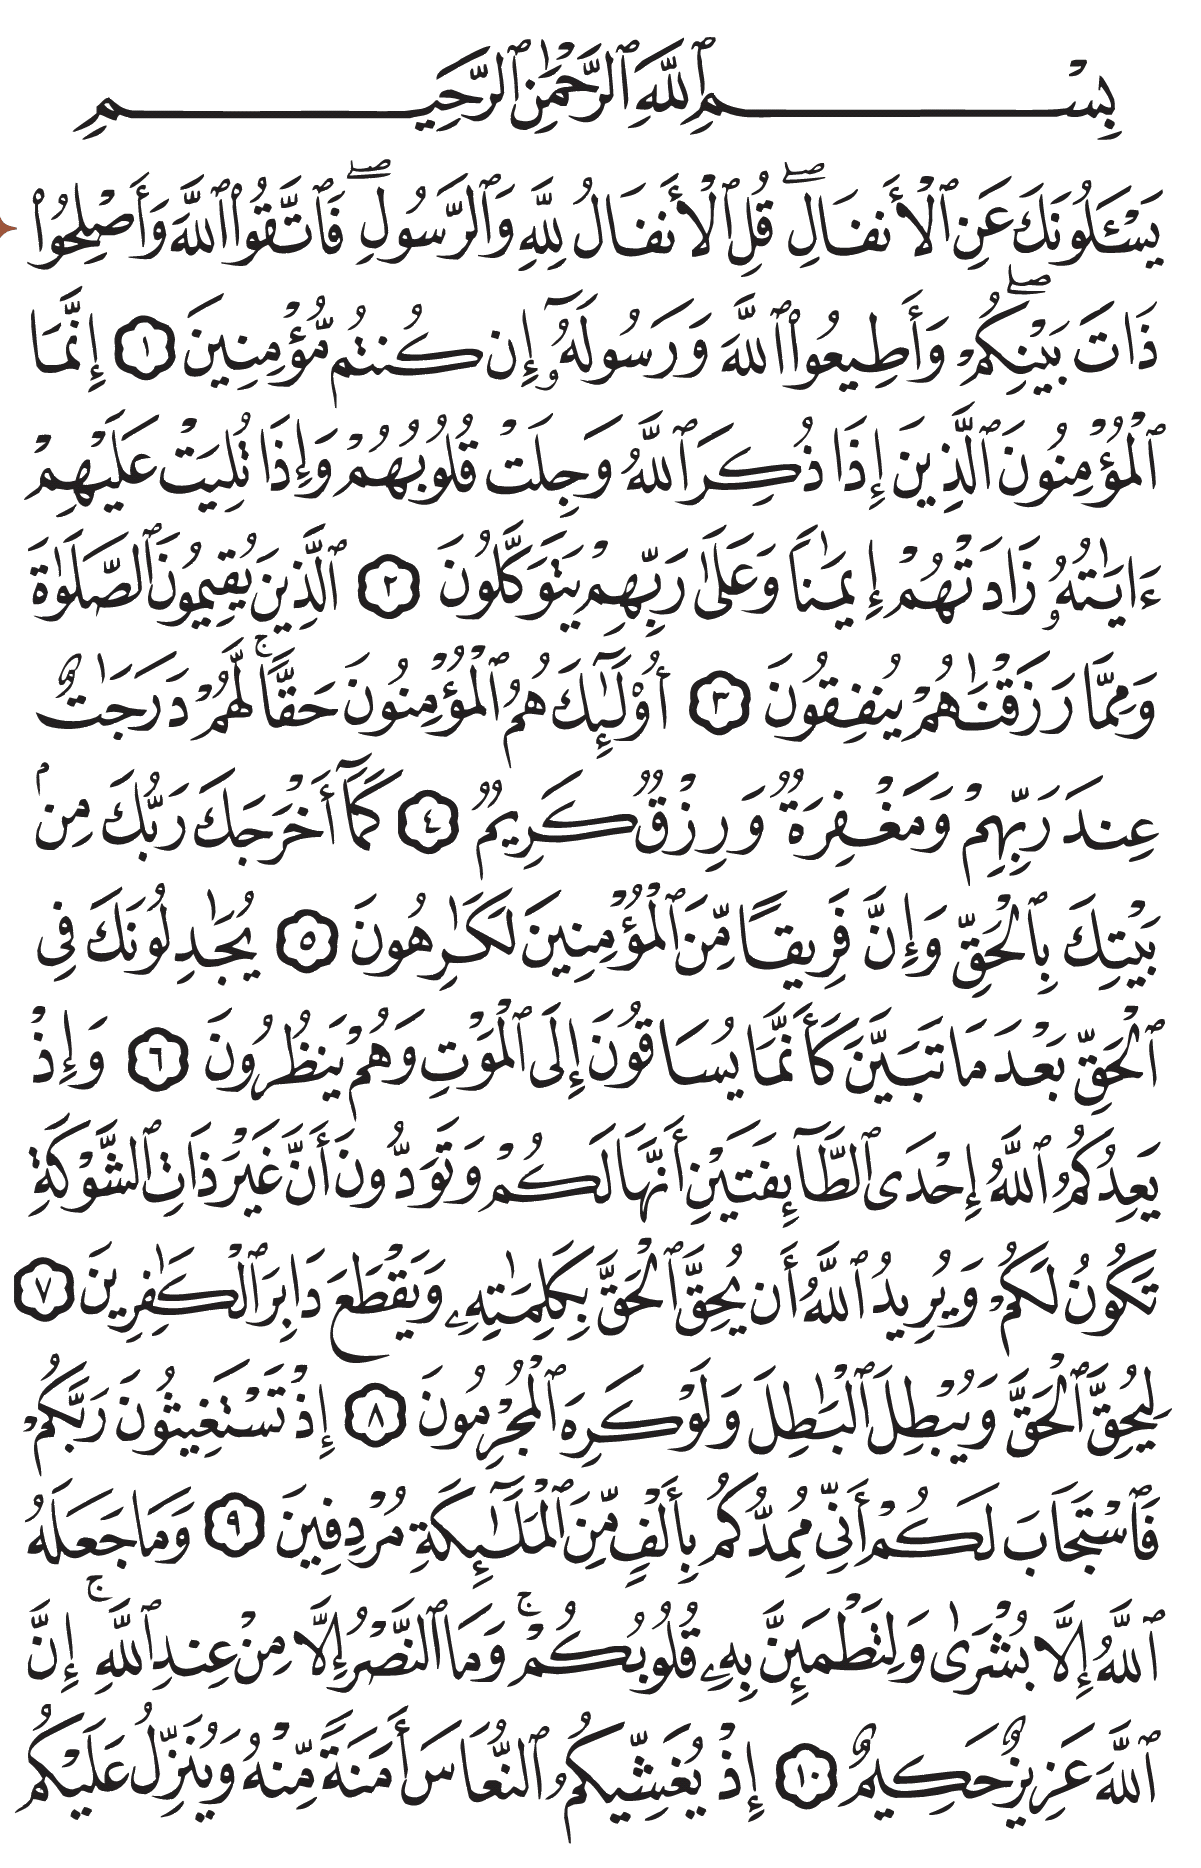 بِسْمِ ٱللَّهِ ٱلرَّحْمَٰنِ ٱلرَّحِيمِ
يَسْـَٔلُونَكَ عَنِ ٱلْأَنفَالِ ۖ قُلِ ٱلْأَنفَالُ لِلَّهِ وَٱلرَّسُولِ ۖ فَٱتَّقُوا۟ ٱللَّهَ وَأَصْلِحُوا۟
ذَاتَ بَيْنِكُمْ ۖ وَأَطِيعُوا۟ ٱللَّهَ وَرَسُولَهُۥٓ إِن كُنتُم مُّؤْمِنِينَ ١ إِنَّمَا
ٱلْمُؤْمِنُونَ ٱلَّذِينَ إِذَا ذُكِرَ ٱللَّهُ وَجِلَتْ قُلُوبُهُمْ وَإِذَا تُلِيَتْ عَلَيْهِمْ
ءَايَٰتُهُۥ زَادَتْهُمْ إِيمَٰنًا وَعَلَىٰ رَبِّهِمْ يَتَوَكَّلُونَ ٢ ٱلَّذِينَ يُقِيمُونَ ٱلصَّلَوٰةَ
وَمِمَّا رَزَقْنَٰهُمْ يُنفِقُونَ ٣ أُو۟لَٰٓئِكَ هُمُ ٱلْمُؤْمِنُونَ حَقًّا ۚ لَّهُمْ دَرَجَٰتٌ
عِندَ رَبِّهِمْ وَمَغْفِرَةٌ وَرِزْقٌ كَرِيمٌ ٤ كَمَآ أَخْرَجَكَ رَبُّكَ مِنۢ
بَيْتِكَ بِٱلْحَقِّ وَإِنَّ فَرِيقًا مِّنَ ٱلْمُؤْمِنِينَ لَكَٰرِهُونَ ٥ يُجَٰدِلُونَكَ فِى
ٱلْحَقِّ بَعْدَ مَا تَبَيَّنَ كَأَنَّمَا يُسَاقُونَ إِلَى ٱلْمَوْتِ وَهُمْ يَنظُرُونَ ٦ وَإِذْ
يَعِدُكُمُ ٱللَّهُ إِحْدَى ٱلطَّآئِفَتَيْنِ أَنَّهَا لَكُمْ وَتَوَدُّونَ أَنَّ غَيْرَ ذَاتِ ٱلشَّوْكَةِ
تَكُونُ لَكُمْ وَيُرِيدُ ٱللَّهُ أَن يُحِقَّ ٱلْحَقَّ بِكَلِمَٰتِهِۦ وَيَقْطَعَ دَابِرَ ٱلْكَٰفِرِينَ ٧
لِيُحِقَّ ٱلْحَقَّ وَيُبْطِلَ ٱلْبَٰطِلَ وَلَوْ كَرِهَ ٱلْمُجْرِمُونَ ٨ إِذْ تَسْتَغِيثُونَ رَبَّكُمْ
فَٱسْتَجَابَ لَكُمْ أَنِّى مُمِدُّكُم بِأَلْفٍ مِّنَ ٱلْمَلَٰٓئِكَةِ مُرْدِفِينَ ٩ وَمَا جَعَلَهُ
ٱللَّهُ إِلَّا بُشْرَىٰ وَلِتَطْمَئِنَّ بِهِۦ قُلُوبُكُمْ ۚ وَمَا ٱلنَّصْرُ إِلَّا مِنْ عِندِ ٱللَّهِ ۚ إِنَّ
ٱللَّهَ عَزِيزٌ حَكِيمٌ ١٠ إِذْ يُغَشِّيكُمُ ٱلنُّعَاسَ أَمَنَةً مِّنْهُ وَيُنَزِّلُ عَلَيْكُم